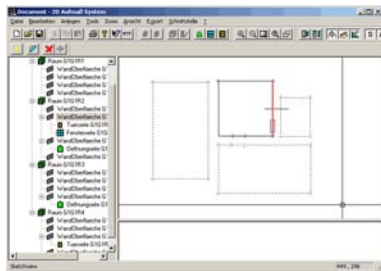 Document - 2D Aufmaß System
Datei Bearbeiten Anlegen Tools Zoom Ansicht Export Schnittstelle ?
Raum G1G1R1
WandOberflaeche G
WandOberflaeche G
WandOberflaeche G
Raum G1G1R2
WandOberflaeche G
Tuerseite G1G1R
Fensterseite G1G
WandOberflaeche G
Oeffnungseite G1
WandOberflaeche G
WandOberflaeche G
Raum G1G1R3
WandOberflaeche G
WandOberflaeche G
WandOberflaeche G
Oeffnungseite G1
WandOberflaeche G
Raum G1G1R4
WandOberflaeche G
WandOberflaeche G
Tuerseite G1G1R
WandOberflaeche G